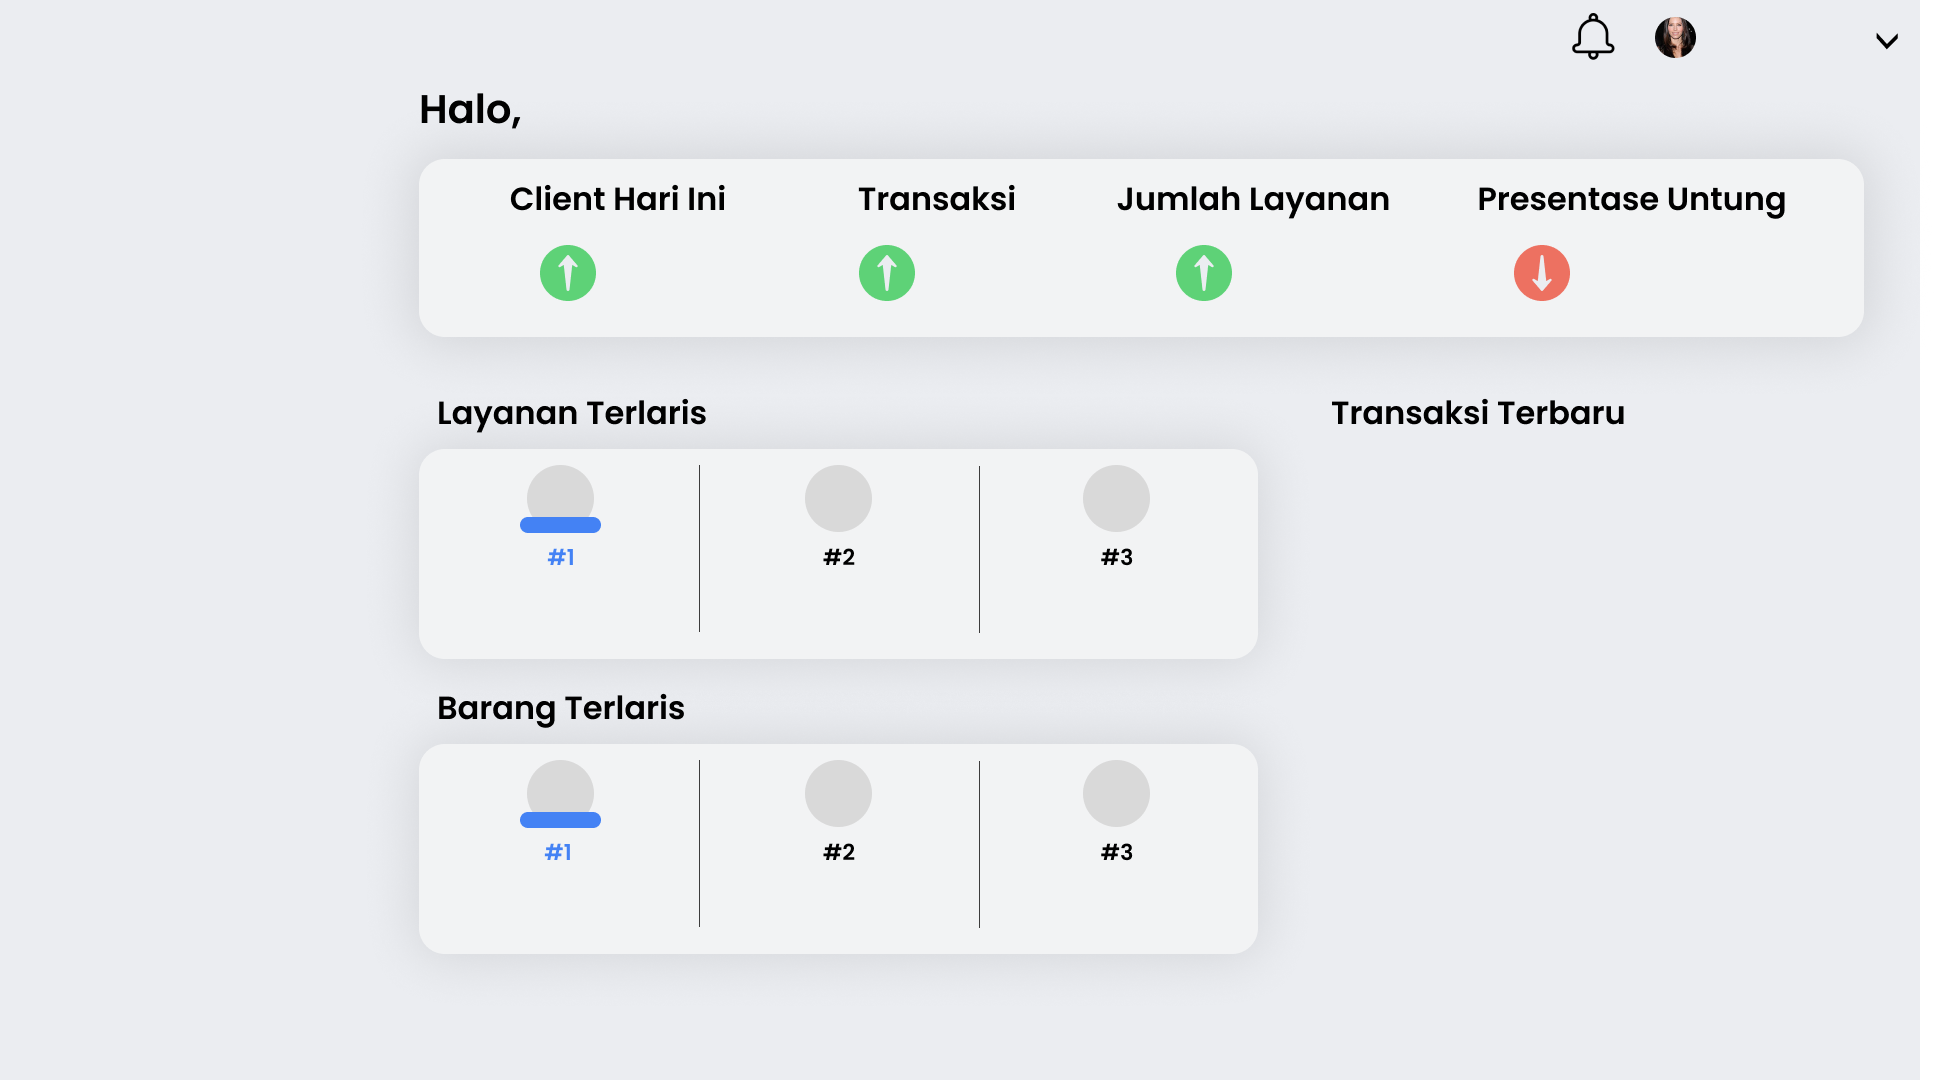 Halo,
Client Hari Ini
Transaksi
Jumlah Layanan
Presentase Untung
Layanan Terlaris
Transaksi Terbaru
#1
#2
#3
Barang Terlaris
#1
#2
#3